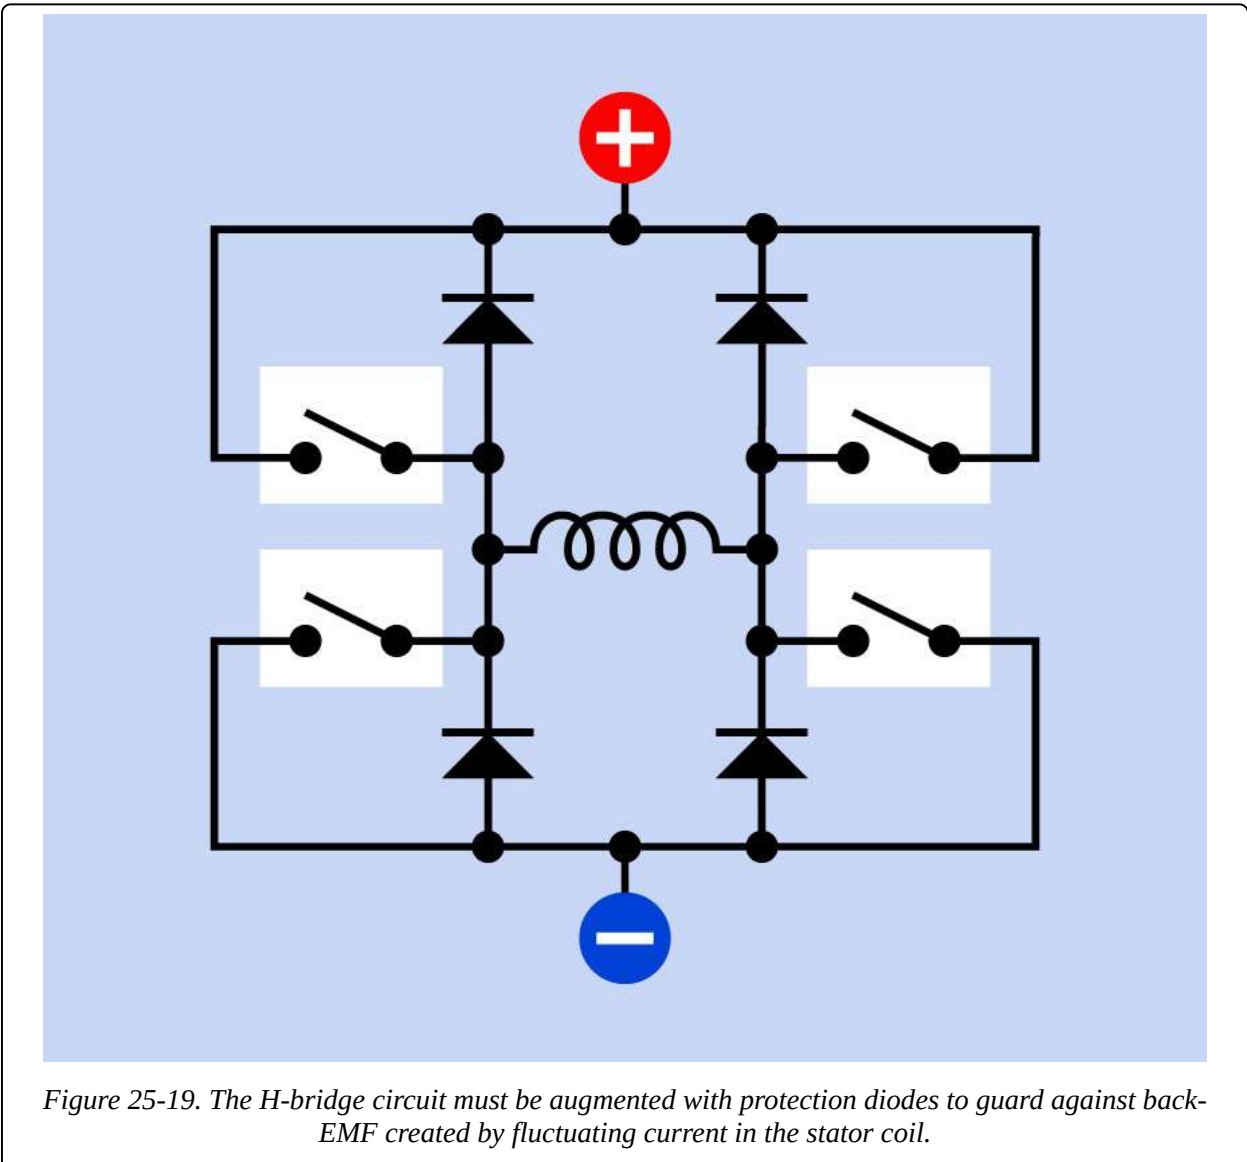 Figure 25-19. The H-bridge circuit must be augmented with protection diodes to guard against back-
EMF created by fluctuating current in the stator coil.